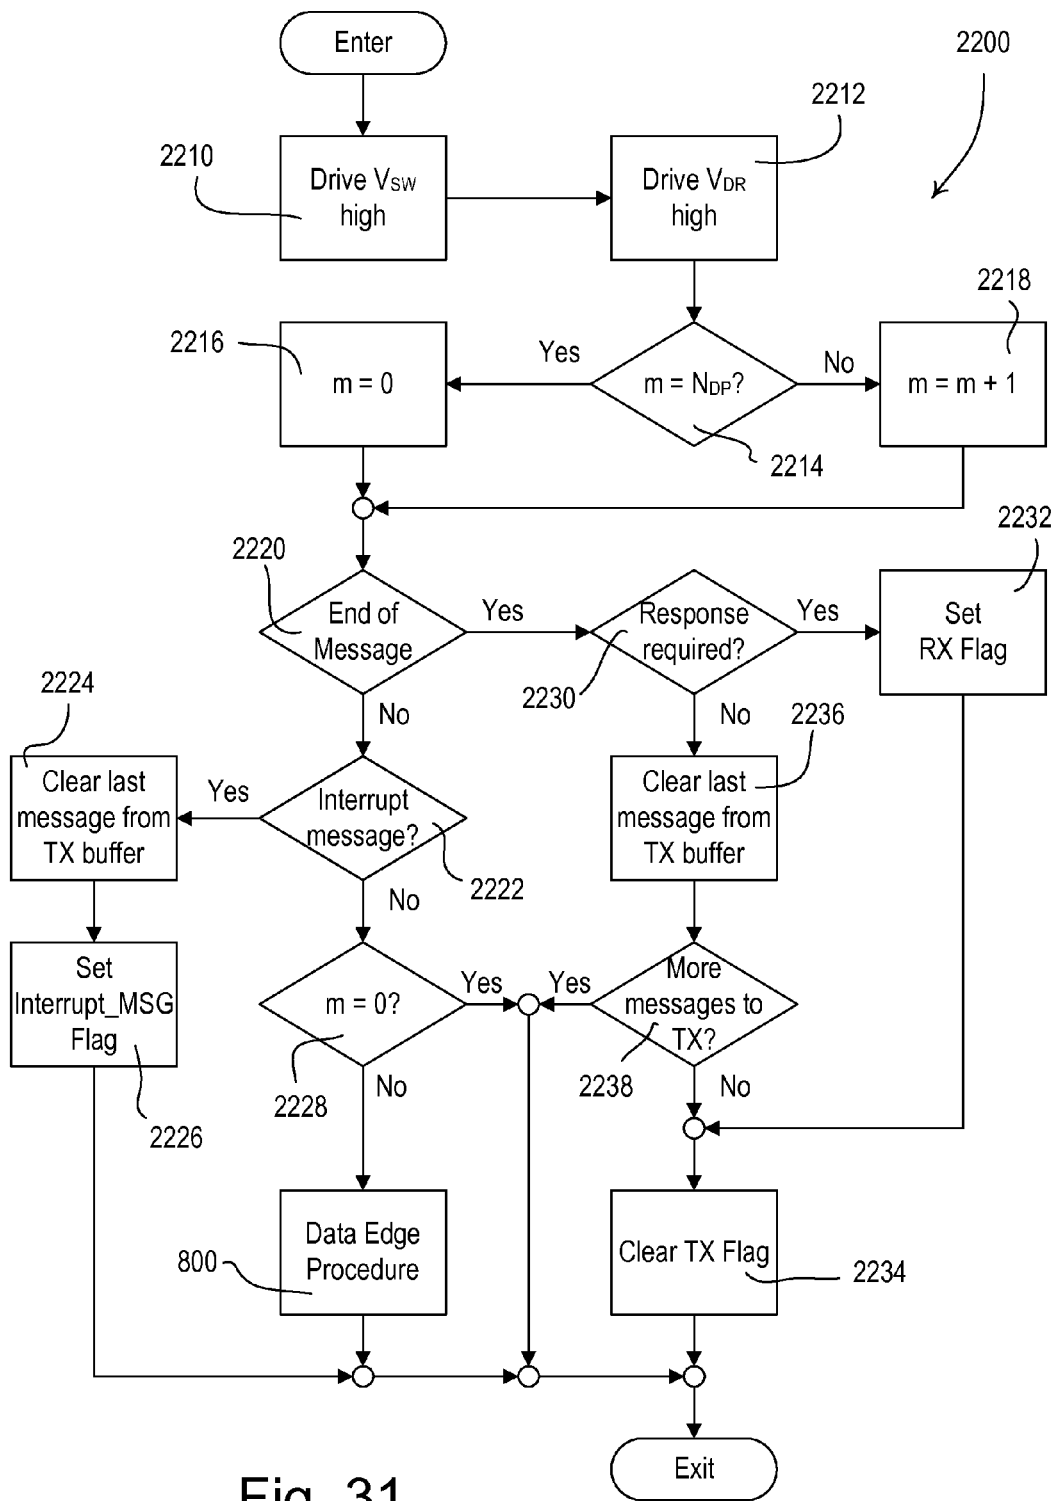 Enter
2200
2212
2210
Drive VSW
high
Drive VDR
high
2218
2216
Yes
No
m = 0
m = NDP?
m = m + 1
2214
2232
2220
End of
Message
Yes
Response
required?
Yes
Set
RX Flag
2224
2230
No
No
2236
Clear last
message from
TX buffer
Yes
Interrupt
message?
Clear last
message from
TX buffer
2222
No
Set
Interrupt_MSG
Flag
m = 0?
Yes
Yes
More
messages to
TX?
2228
No
2238
No
2226
Data Edge
Procedure
800
Clear TX Flag
2234
Exit
Fig. 31